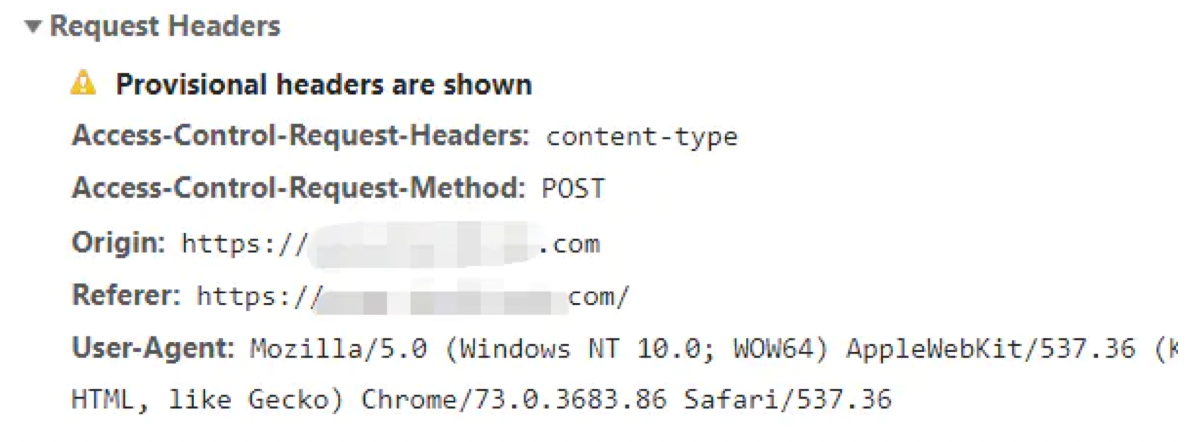 Request Headers
Provisional headers are shown
Access-Control-Request-Headers: content-type
Access-Control-Request-Method: POST
Origin: https:// .com
Referer: https:// com/
User-Agent: Mozilla/5.0 (Windows NT 10.0; WOW64) AppleWebKit/537.36 (K
HTML, like Gecko) Chrome/73.0.3683.86 Safari/537.36